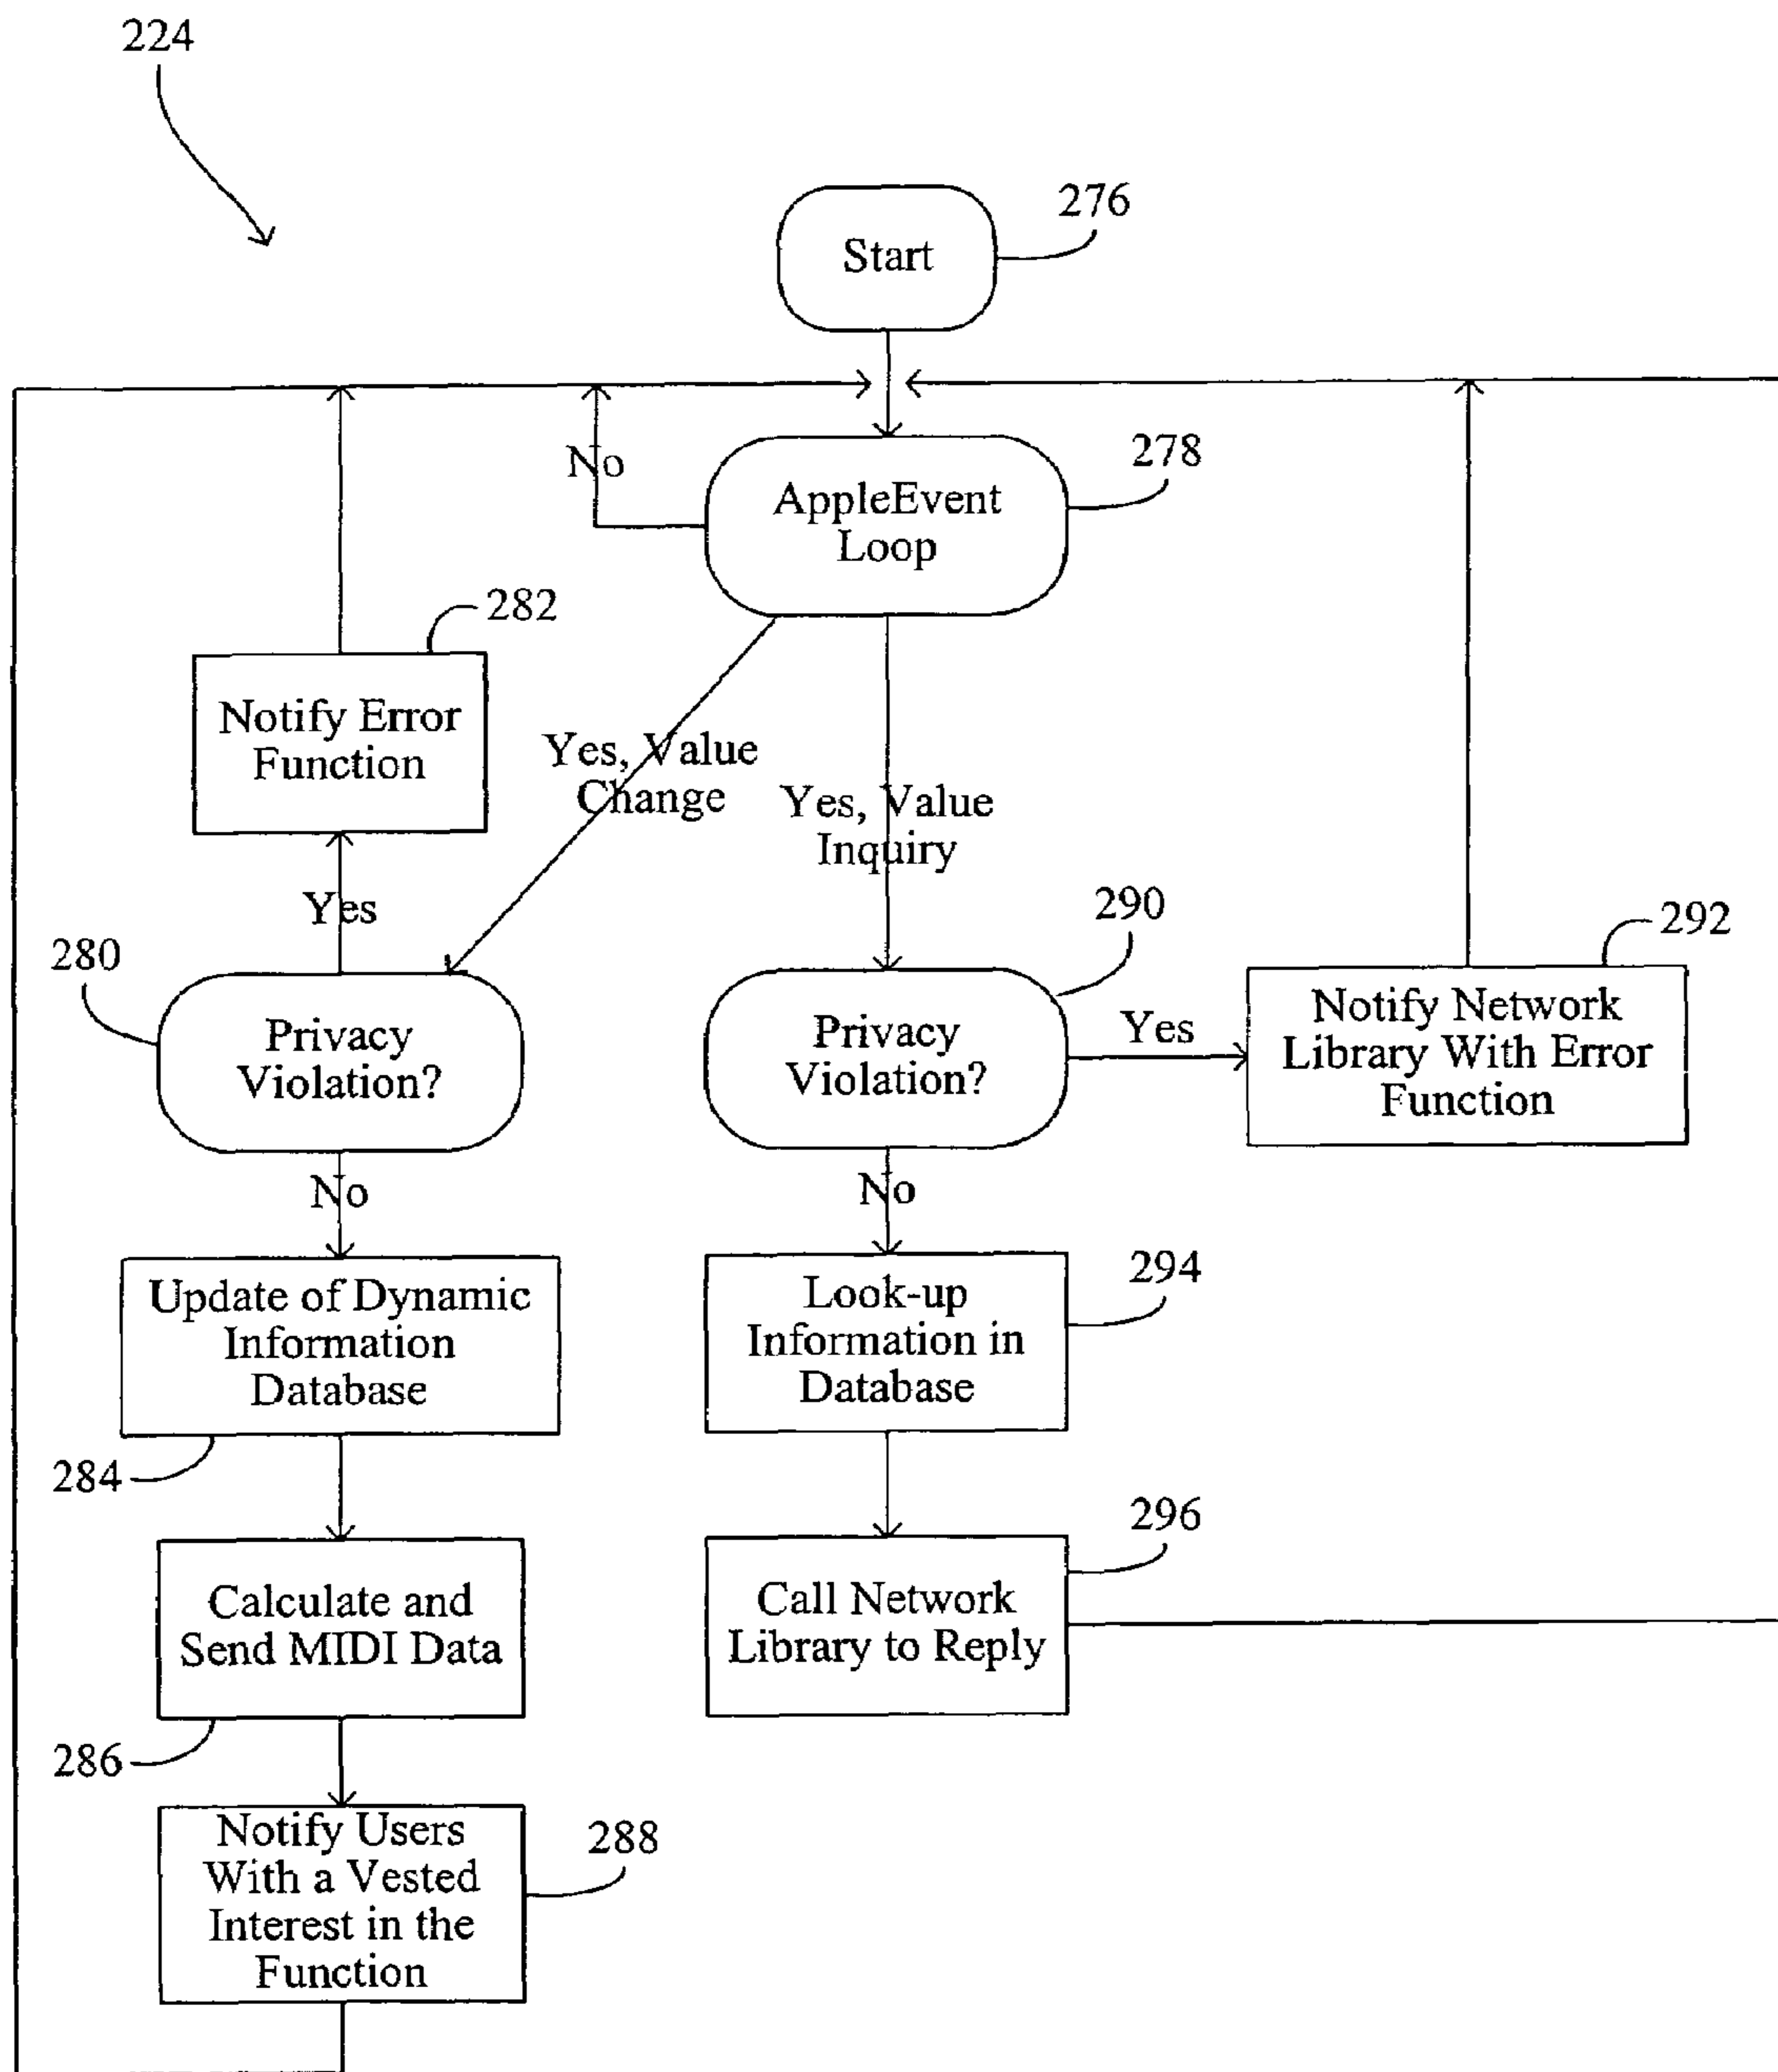 224
276
Start
278
No
AppleEvent
Loop
282
Notify Error
Function
Yes, Value
Change
Yes, Value
Inquiry
Yes
280
290
292
Privacy
Violation?
Privacy
Violation?
Yes
Notify Network
Library With Error
Function
No
No
Update of Dynamic
Information
Database
294
Look-up
Information in
Database
284
296
Calculate and
Send MIDI Data
Call Network
Library to Reply
286
288
Notify Users
With a Vested
Interest in the
Function